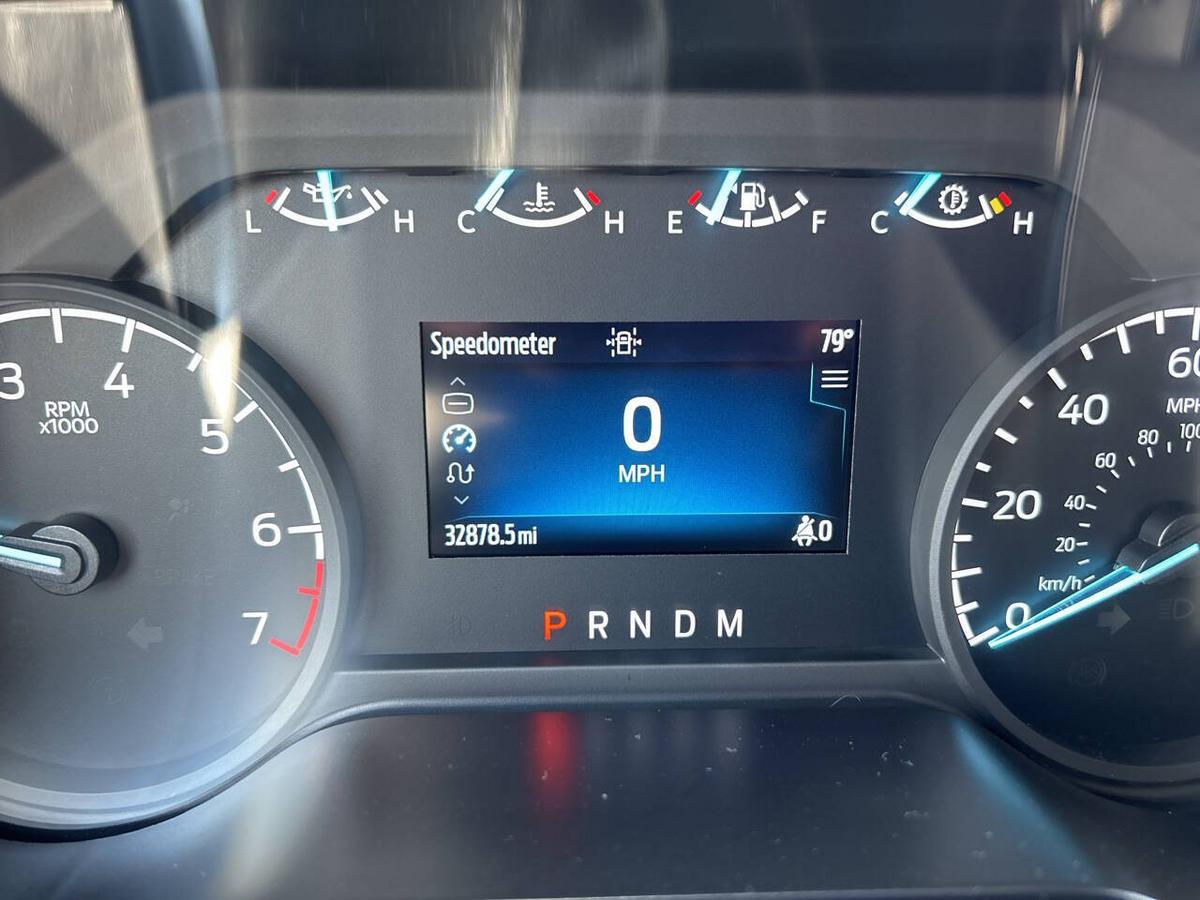 L H C H E F C H
Speedometer 79°
3 4 5 6 7
RPM
x1000
0
MPH
32878.5mi 0
P R N D M
0 20 40 60
MPH
20 40 60 80 100
km/h